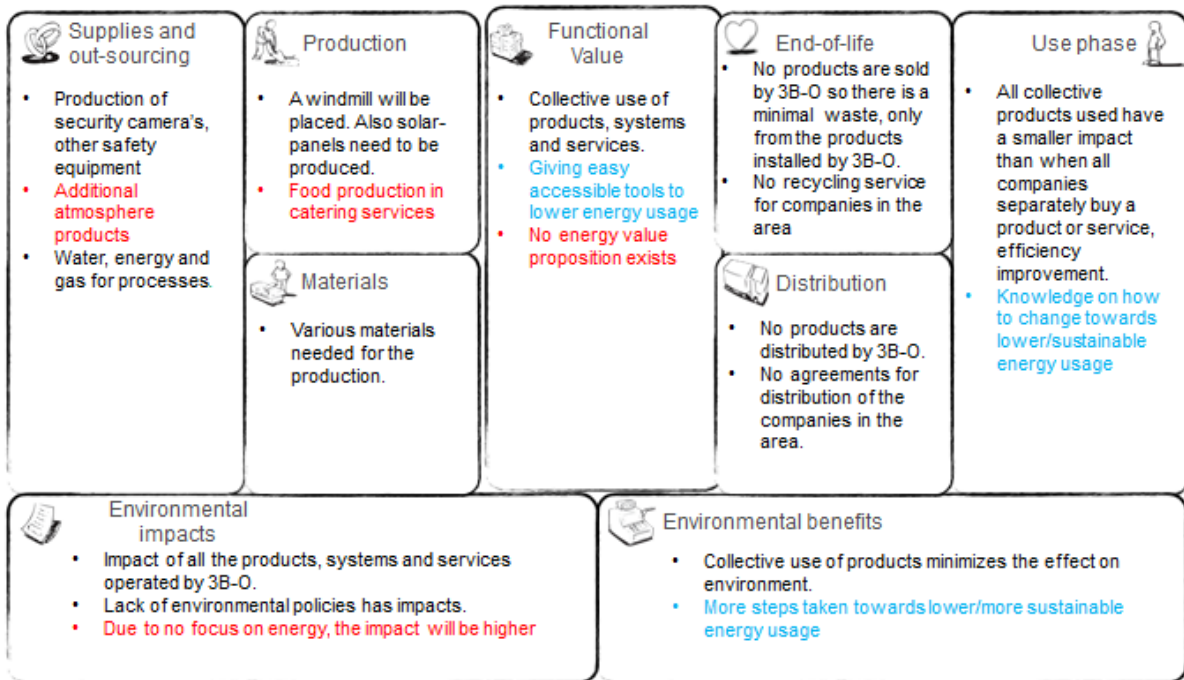 Supplies and
out-sourcing
• Production of
security camera's,
other safety
equipment
• Additional
atmosphere
products
• Water, energy and
gas for processes.
Production
• A windmill will be
placed. Also solar-
panels need to be
produced.
• Food production in
catering services
Materials
• Various materials
needed for the
production.
Functional
Value
• Collective use of
products, systems
and services.
• Giving easy
accessible tools to
lower energy usage
• No energy value
proposition exists
End-of-life
• No products are sold
by 3B-O so there is a
minimal waste, only
from the products
installed by 3B-O.
• No recycling service
for companies in the
area
Distribution
• No products are
distributed by 3B-O.
• No agreements for
distribution of the
companies in the
area.
Use phase
• All collective
products used have
a smaller impact
than when all
companies
separately buy a
product or service,
efficiency
improvement.
• Knowledge on how
to change towards
lower/sustainable
energy usage
Environmental
impacts
• Impact of all the products, systems and services
operated by 3B-O.
• Lack of environmental policies has impacts.
• Due to no focus on energy, the impact will be higher
Environmental benefits
• Collective use of products minimizes the effect on
environment.
• More steps taken towards lower/more sustainable
energy usage